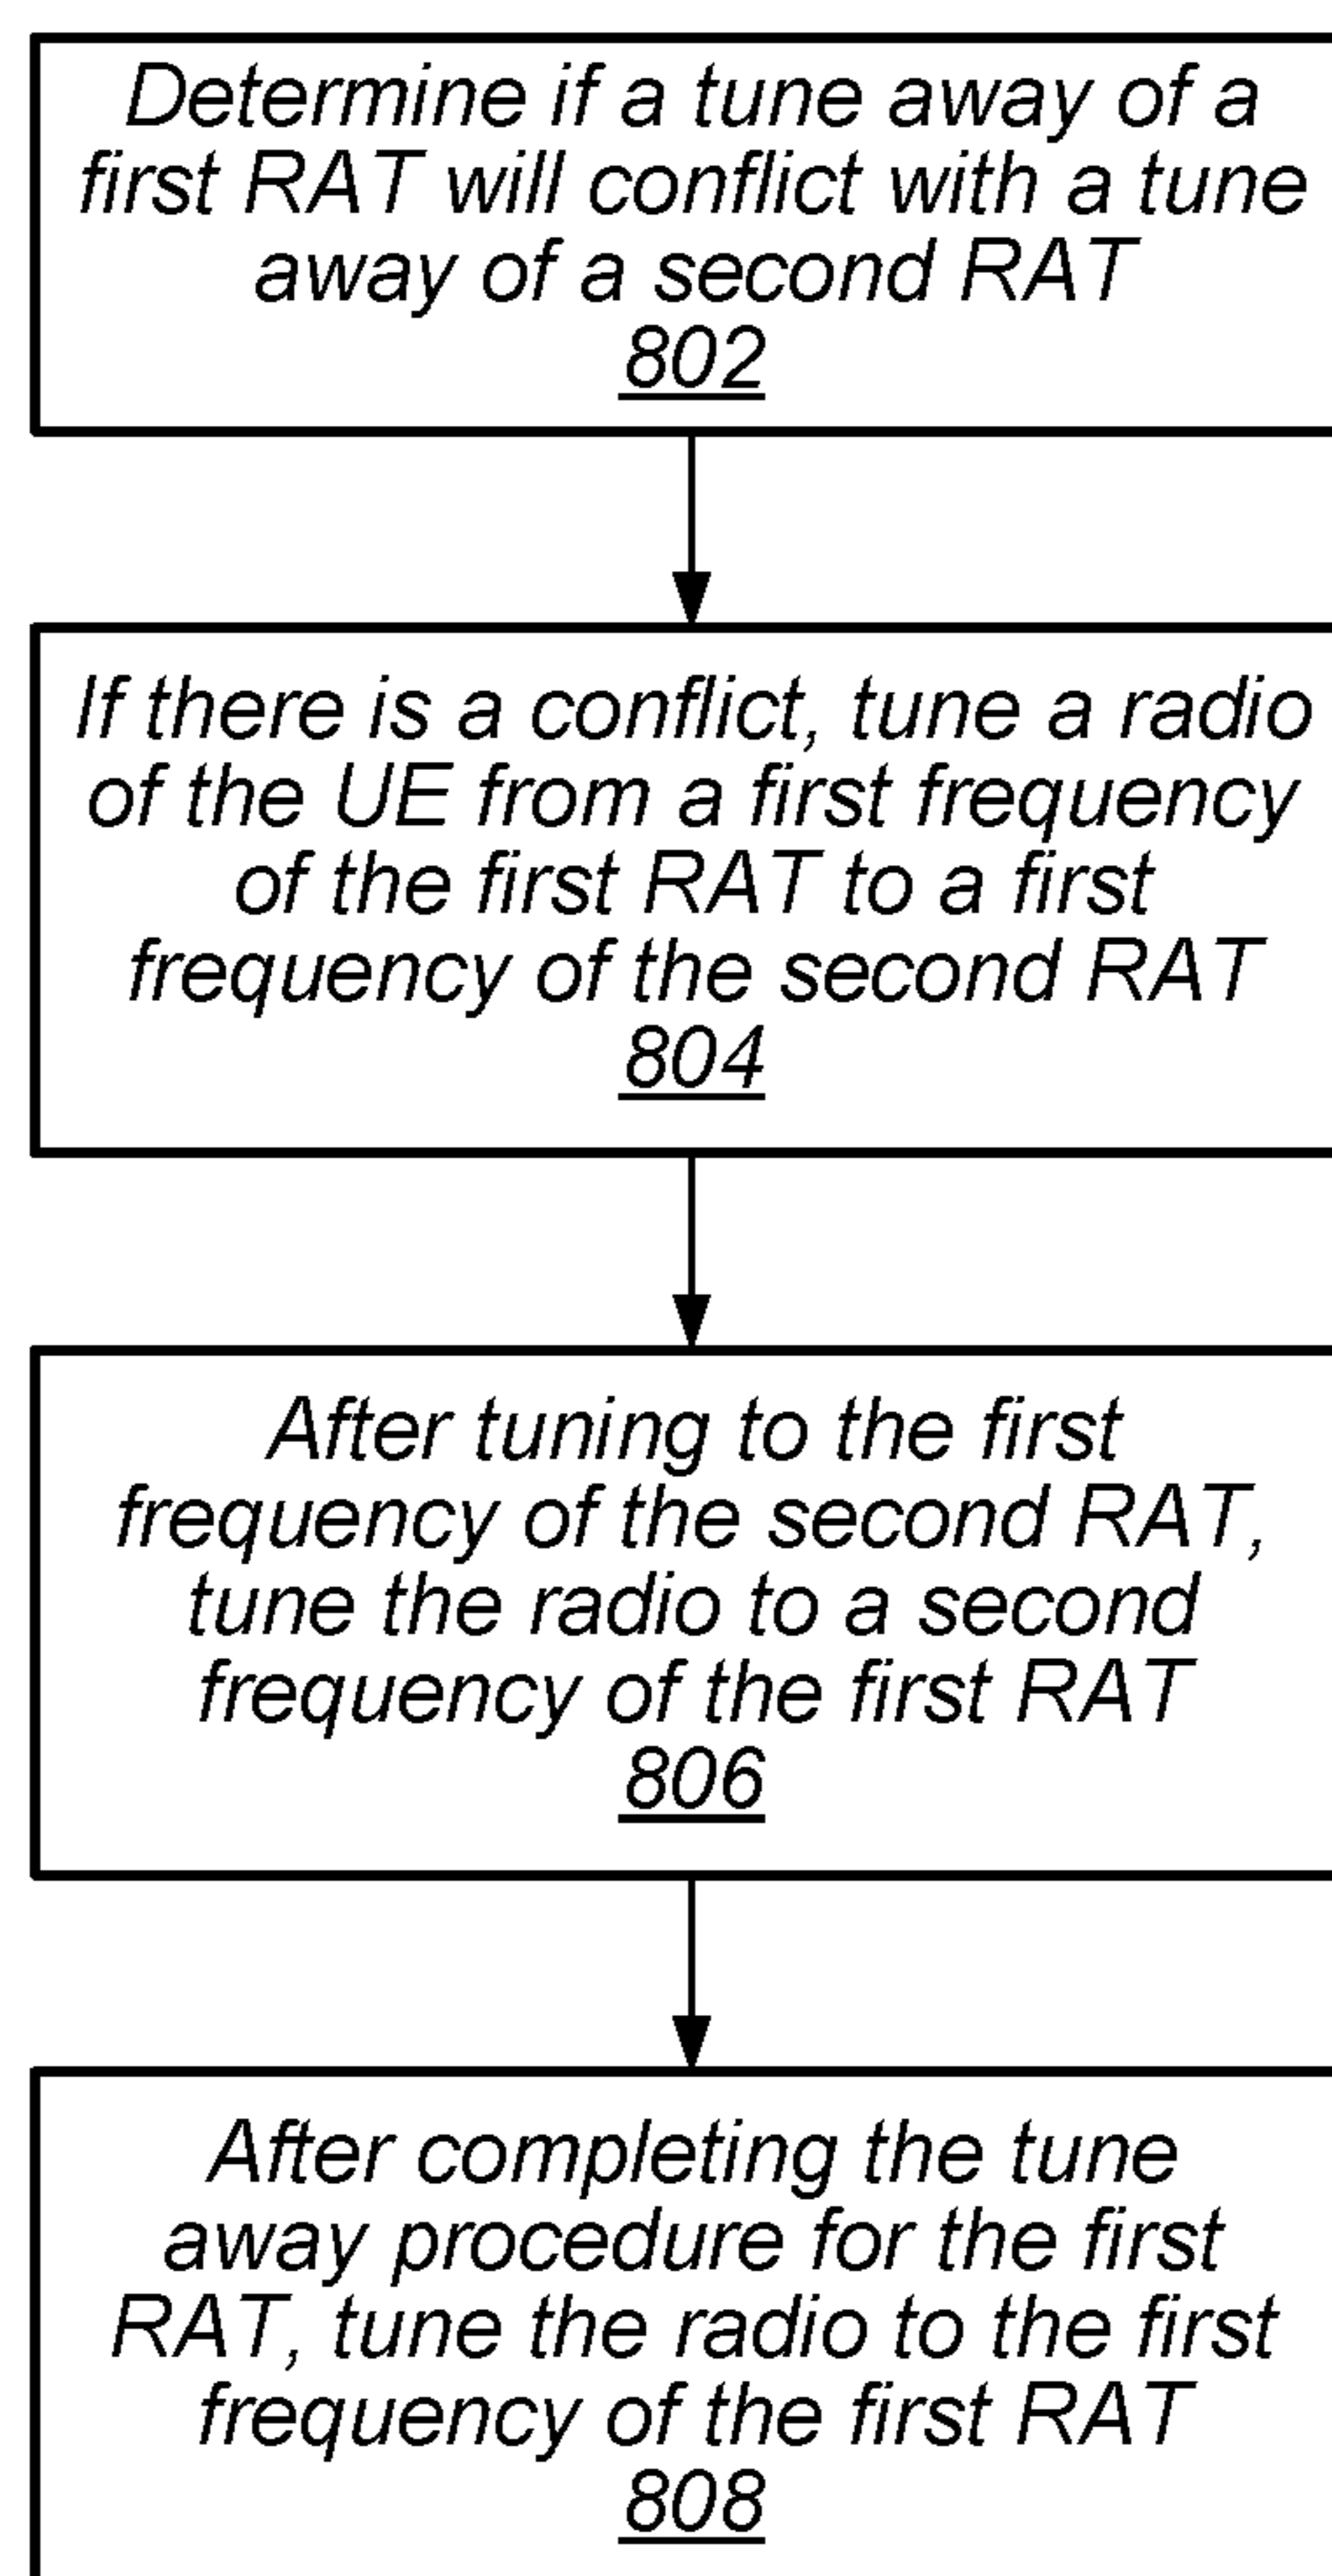 Determine if a tune away of a
first RAT will conflict with a tune
away of a second RAT
802
If there is a conflict, tune a radio
of the UE from a first frequency
of the first RAT to a first
frequency of the second RAT
804
After tuning to the first
frequency of the second RAT,
tune the radio to a second
frequency of the first RAT
806
After completing the tune
away procedure for the first
RAT, tune the radio to the first
frequency of the first RAT
808